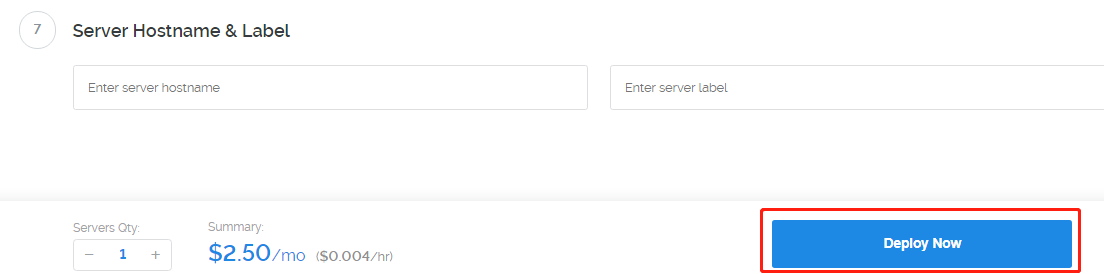 7 Server Hostname & Label
Enter server hostname Enter server label
Servers Qty: Summary:
− 1 + $2.50/mo ($0.004/hr)
Deploy Now